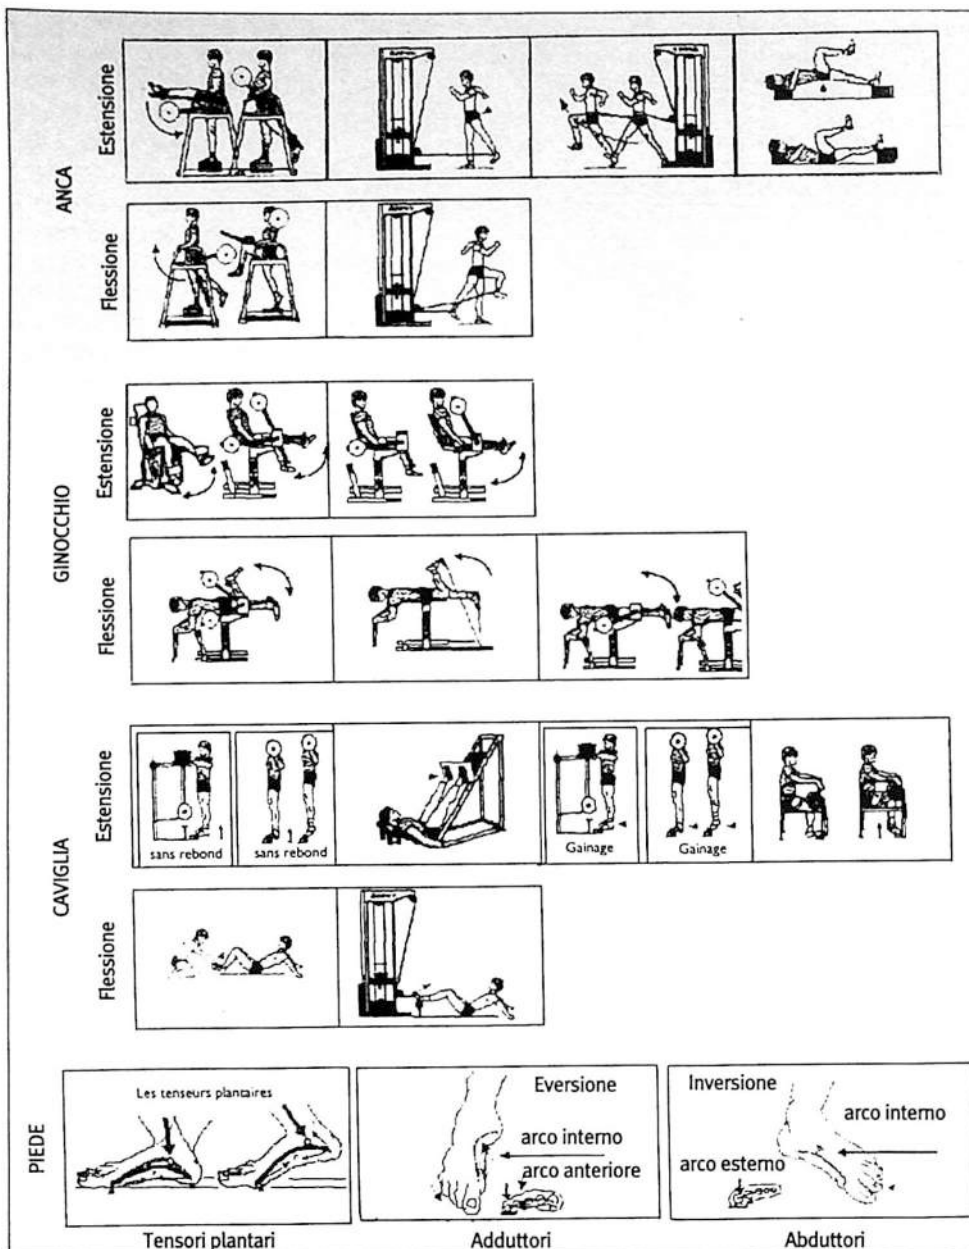 ANCA
Estensione
Flessione
GINOCCHIO
Estensione
Flessione
CAVIGLIA
Estensione
sans rebond
sans rebond
Gainage
Gainage
Flessione
PIEDE
Les tenseurs plantaires
Tensori plantari
Eversione
arco interno
arco anteriore
Adduttori
Inversione
arco interno
arco esterno
Abduttori